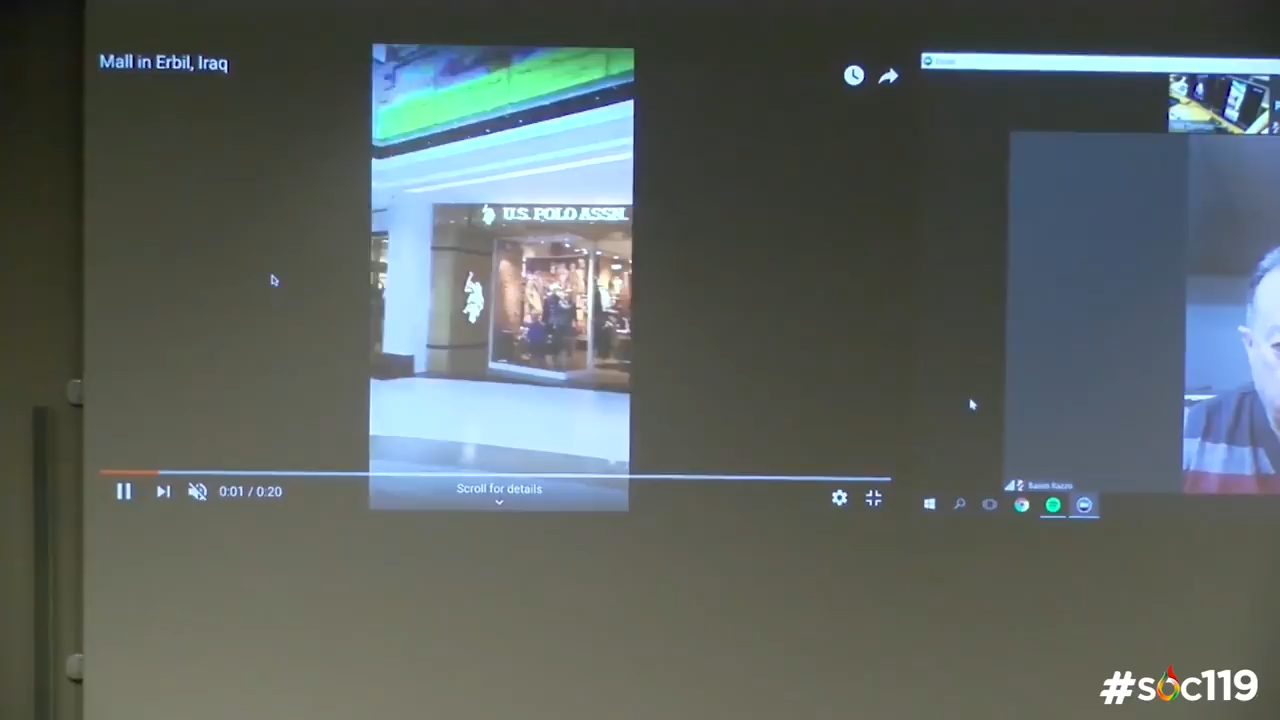 Mall in Erbil, Iraq
U.S. POLO ASSN.
0:01 / 0:20
Scroll for details
#soc119